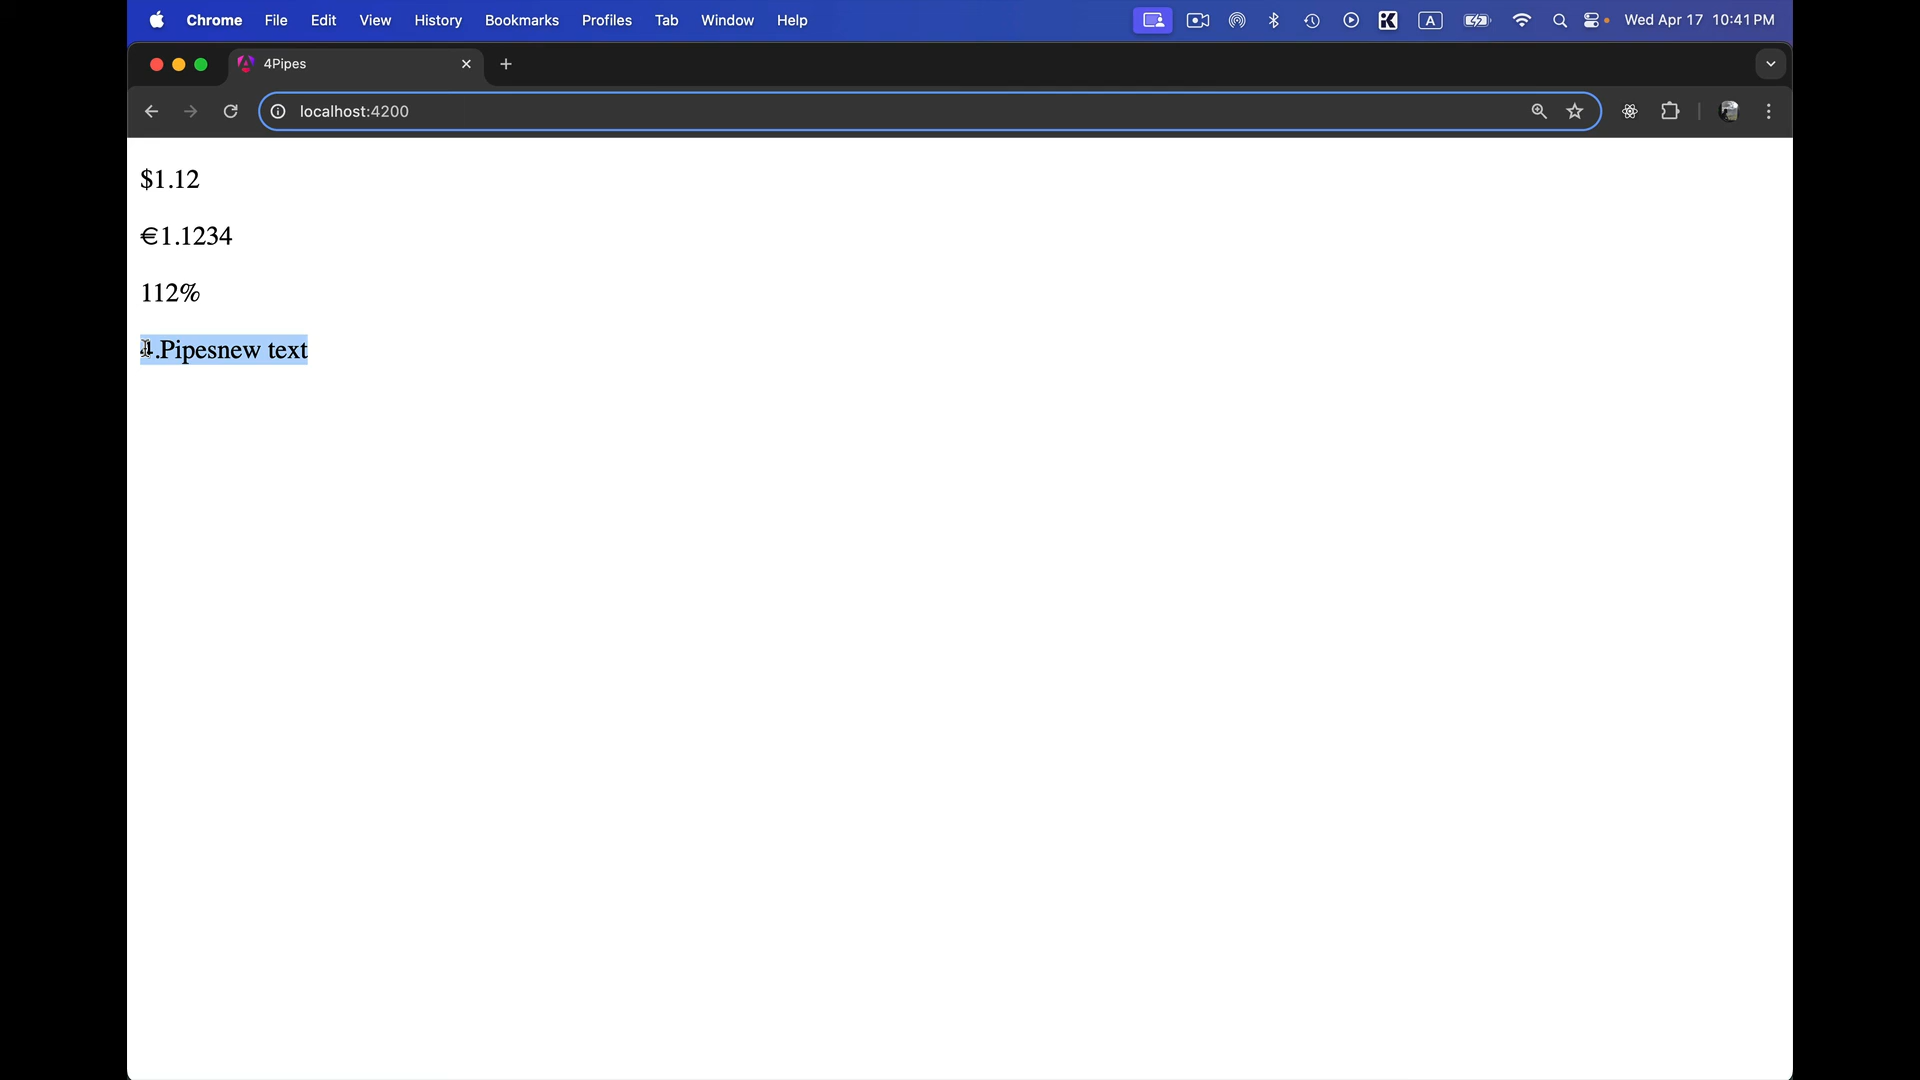 Chrome File Edit View History Bookmarks Profiles Tab Window Help A Wed Apr 17 10:41 PM
4Pipes
localhost:4200
$1.12
€1.1234
112%
4.Pipesnew text